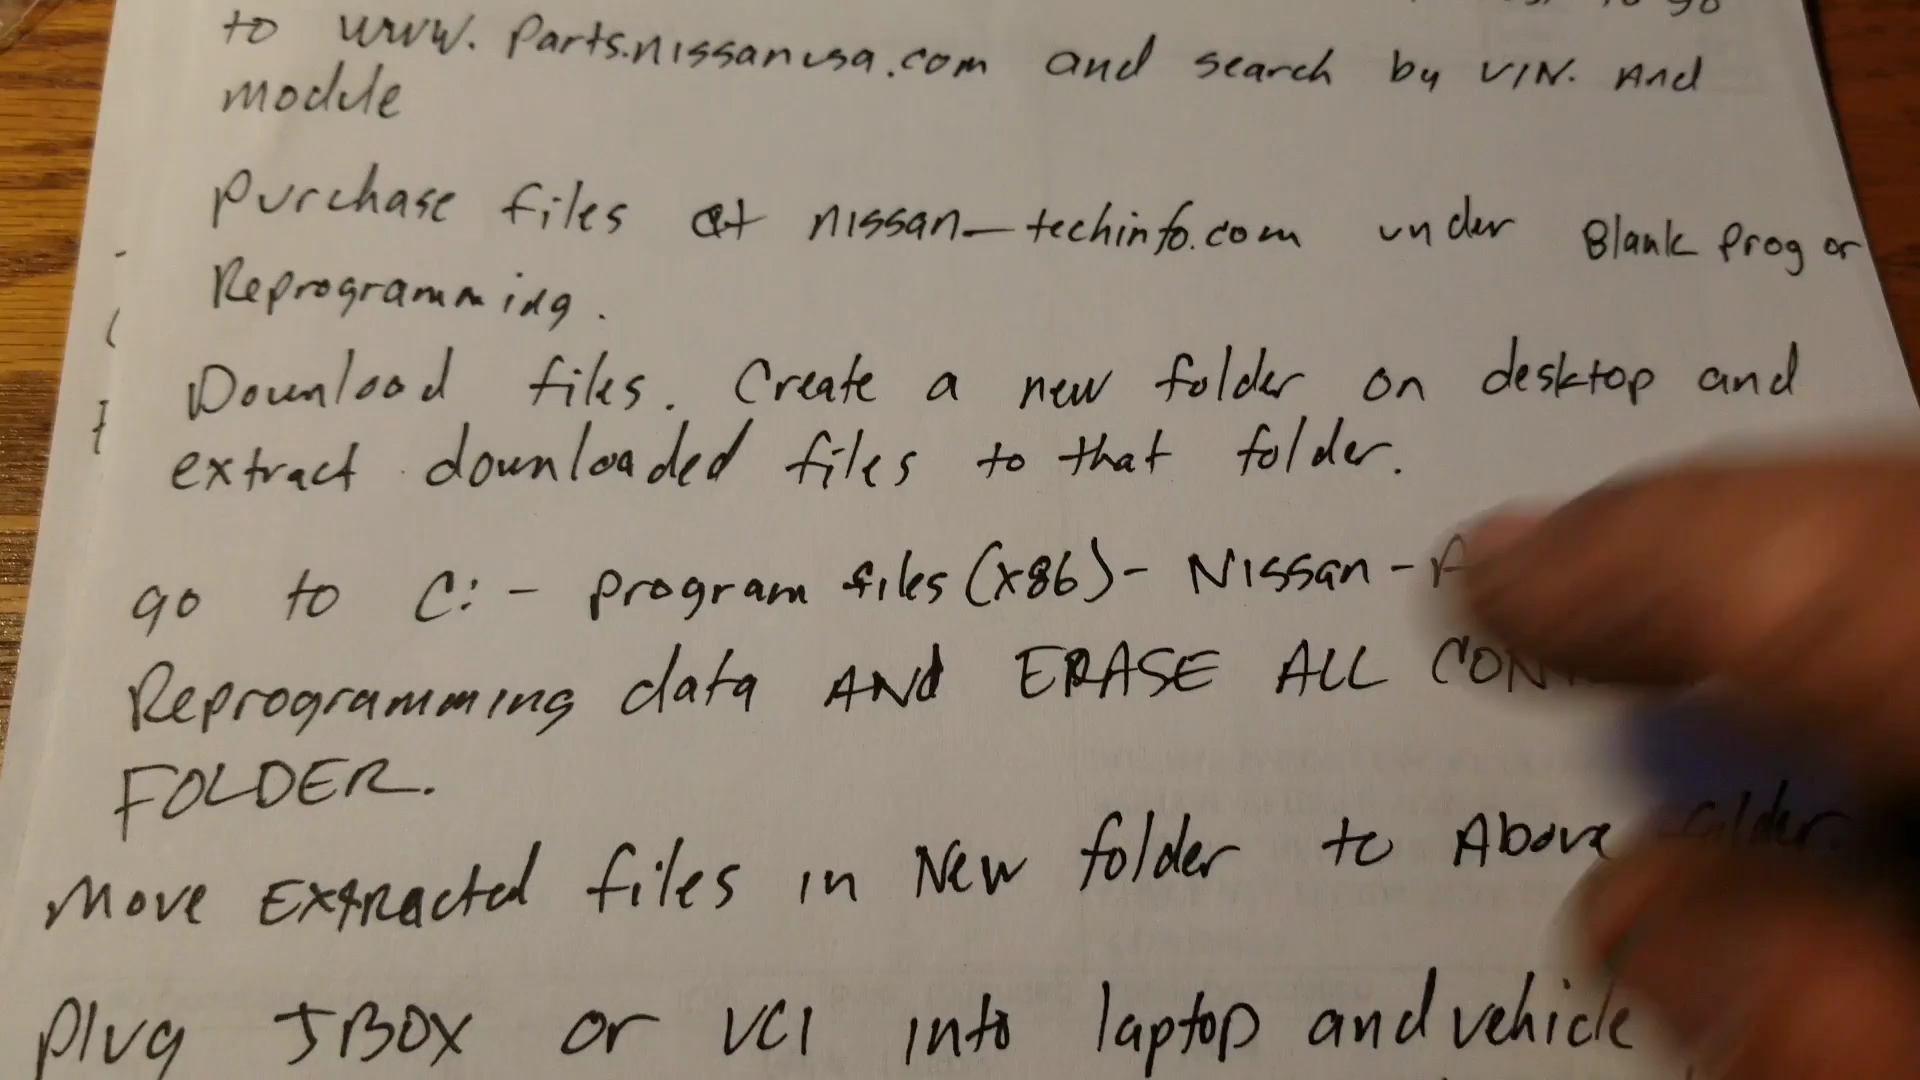 to go
to www. parts.nissanusa.com and search by VIN. And
module
purchase files at nissan-techinfo.com under Blank Prog or
Reprogramming.
Download files. Create a new folder on desktop and
extract downloaded files to that folder.
go to C: - program files (x86) - Nissan -
Reprogramming data AND ERASE ALL
FOLDER.
Move Extracted files in New folder to Above folder.
plug JBOX or VCI into laptop and vehicle